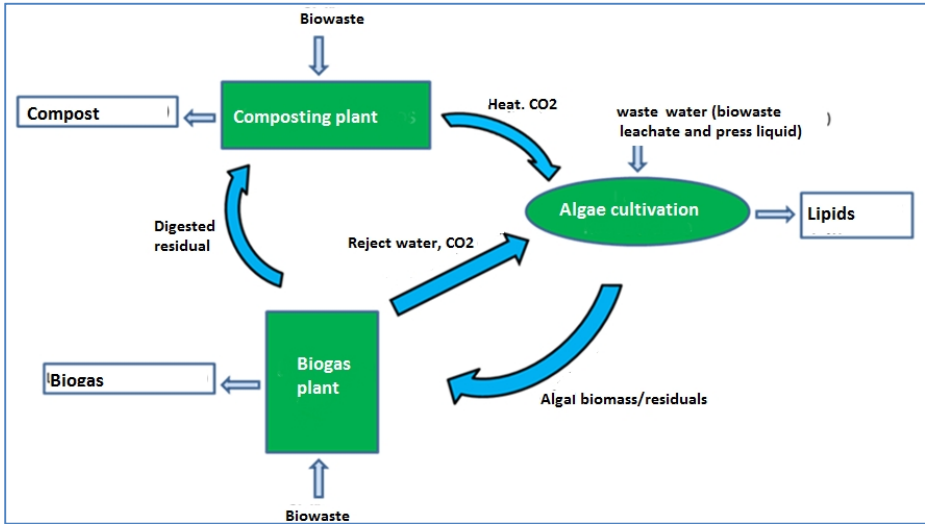 Biowaste
Compost
Composting plant
Heat. CO2
waste water (biowaste
leachate and press liquid)
)
Algae cultivation
Lipids
Digested
residual
Reject water, CO2
Biogas
plant
Biogas
Algal biomass/residuals
Biowaste